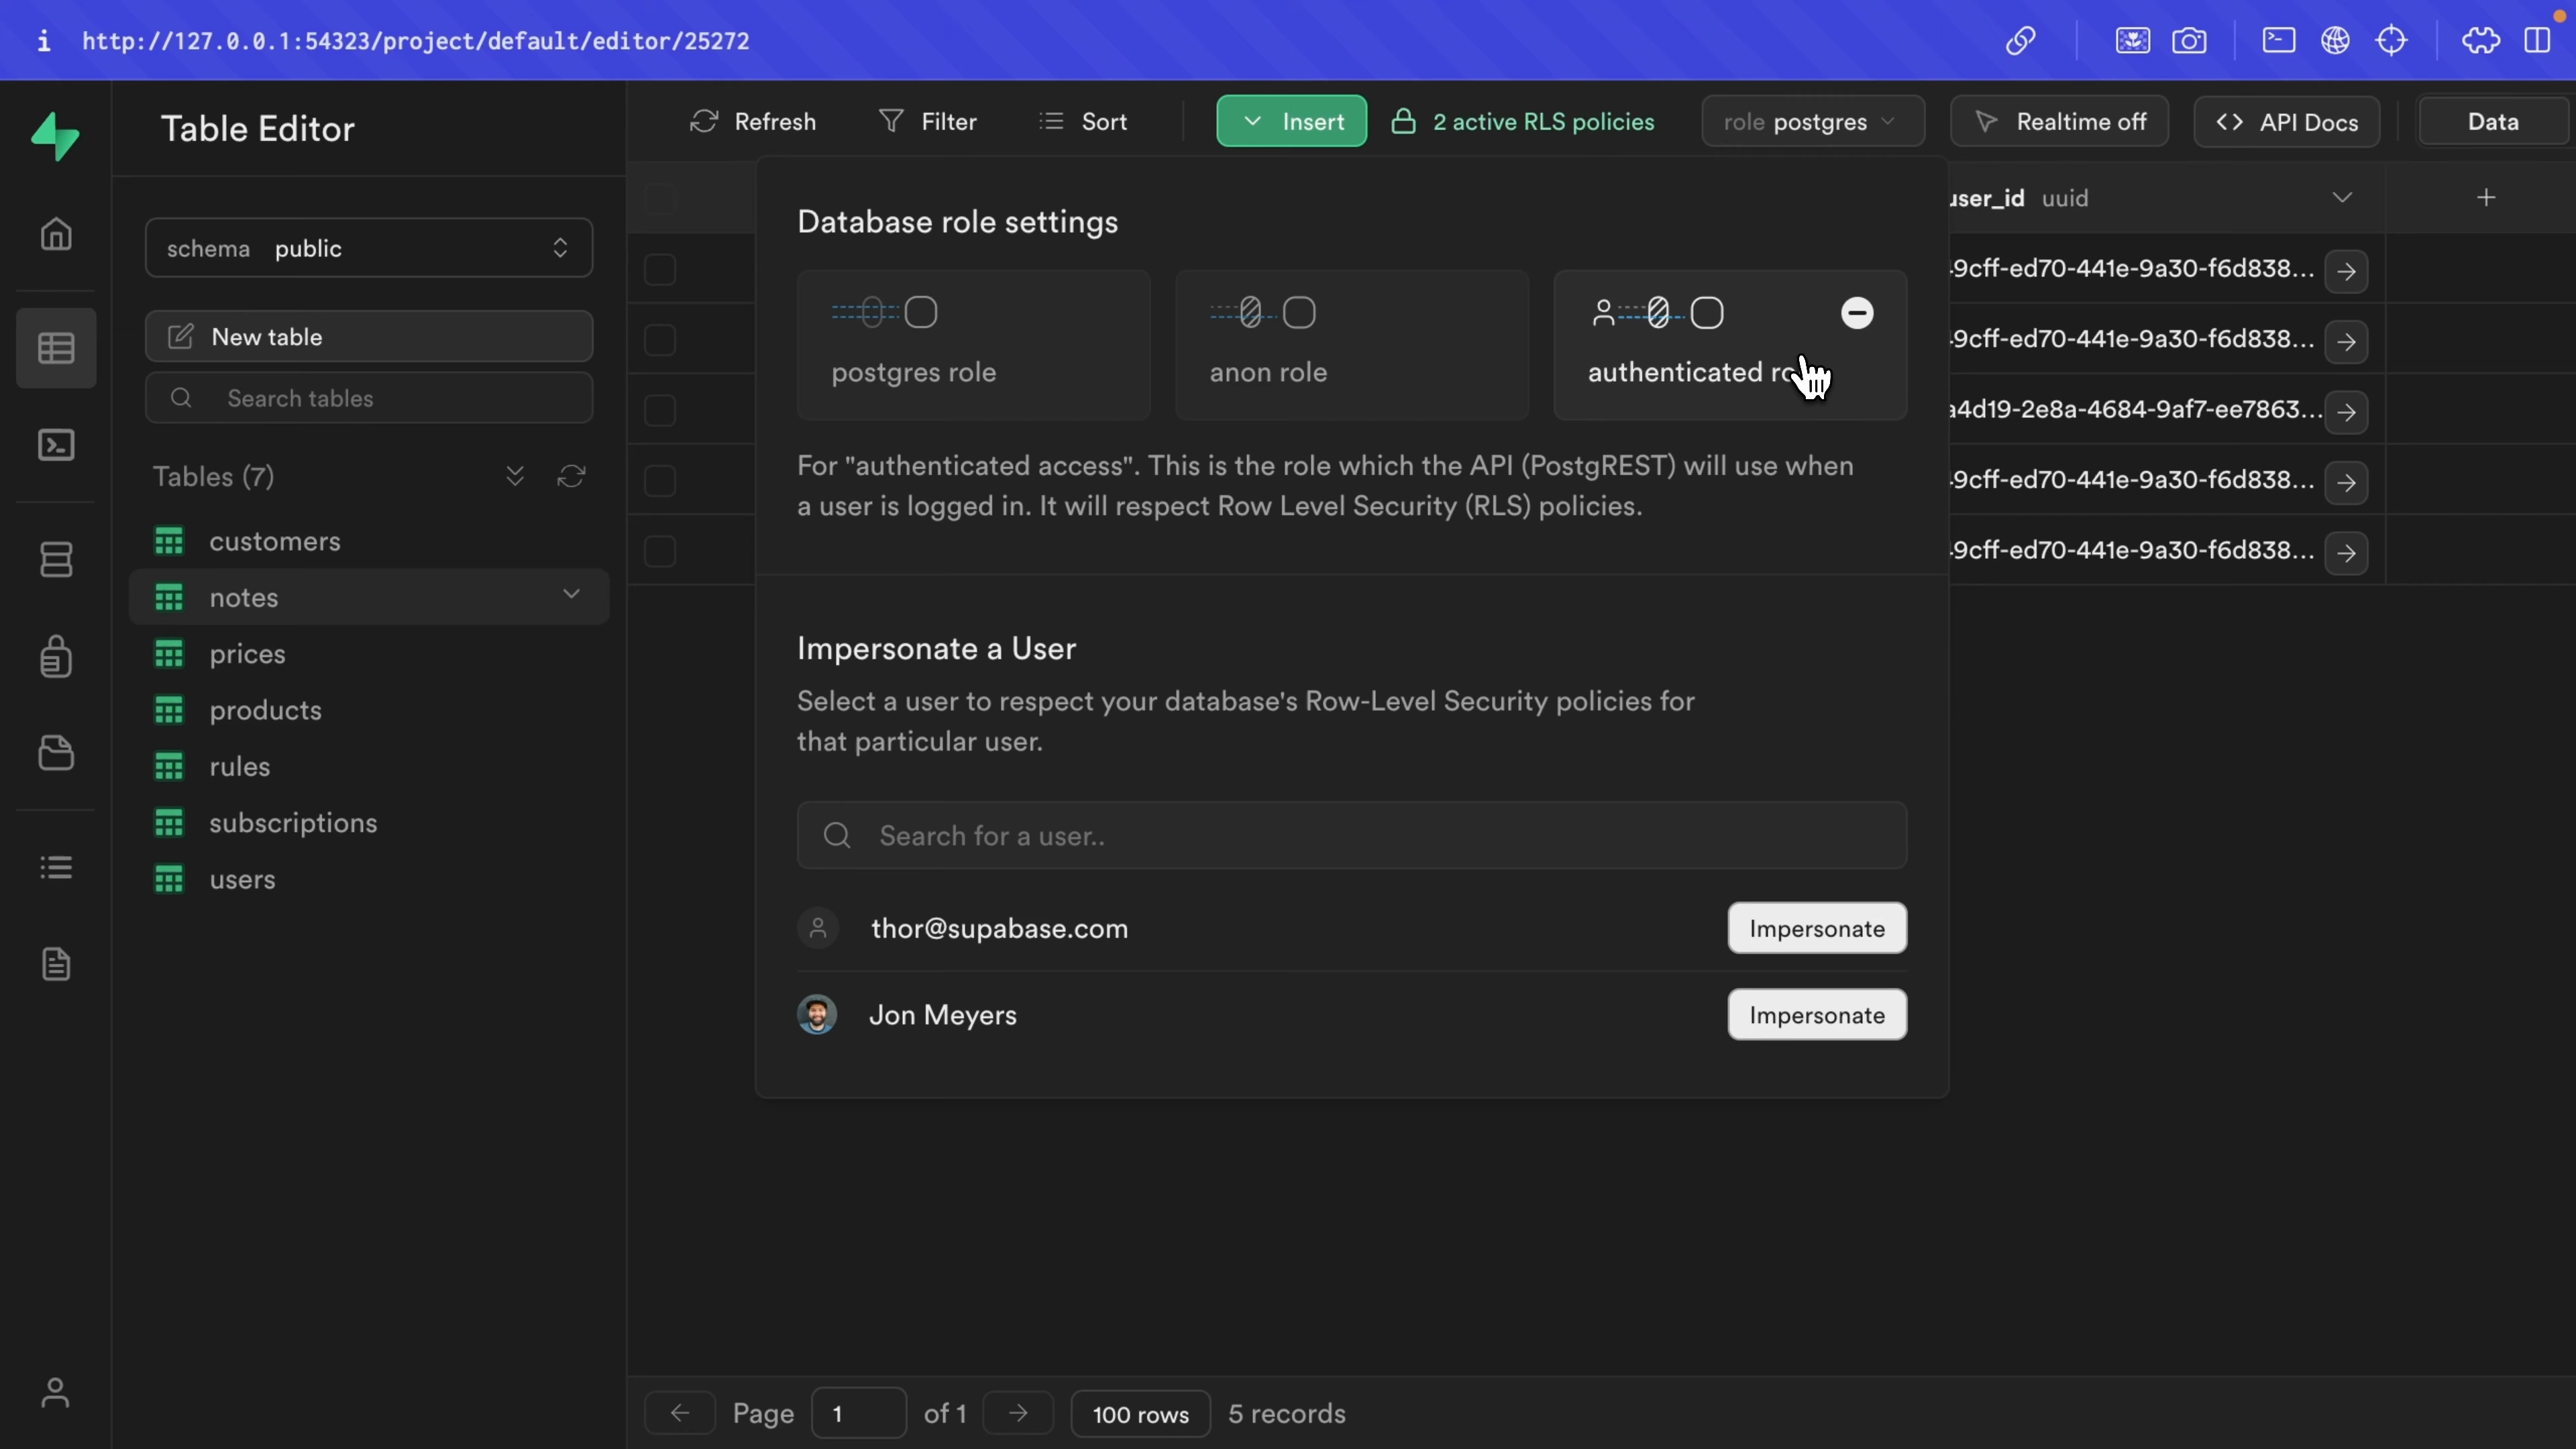 i http://127.0.0.1:54323/project/default/editor/25272
Table Editor
Refresh Filter Sort Insert 2 active RLS policies role postgres Realtime off API Docs Data
schema public
New table
Search tables
Tables (7)
customers
notes
prices
products
rules
subscriptions
users
user_id uuid
9cff-ed70-441e-9a30-f6d838...
9cff-ed70-441e-9a30-f6d838...
a4d19-2e8a-4684-9af7-ee7863...
9cff-ed70-441e-9a30-f6d838...
9cff-ed70-441e-9a30-f6d838...
Database role settings
postgres role
anon role
authenticated
For "authenticated access". This is the role which the API (PostgREST) will use when
a user is logged in. It will respect Row Level Security (RLS) policies.
Impersonate a User
Select a user to respect your database's Row-Level Security policies for
that particular user.
Search for a user..
thor@supabase.com Impersonate
Jon Meyers Impersonate
Page 1 of 1 100 rows 5 records